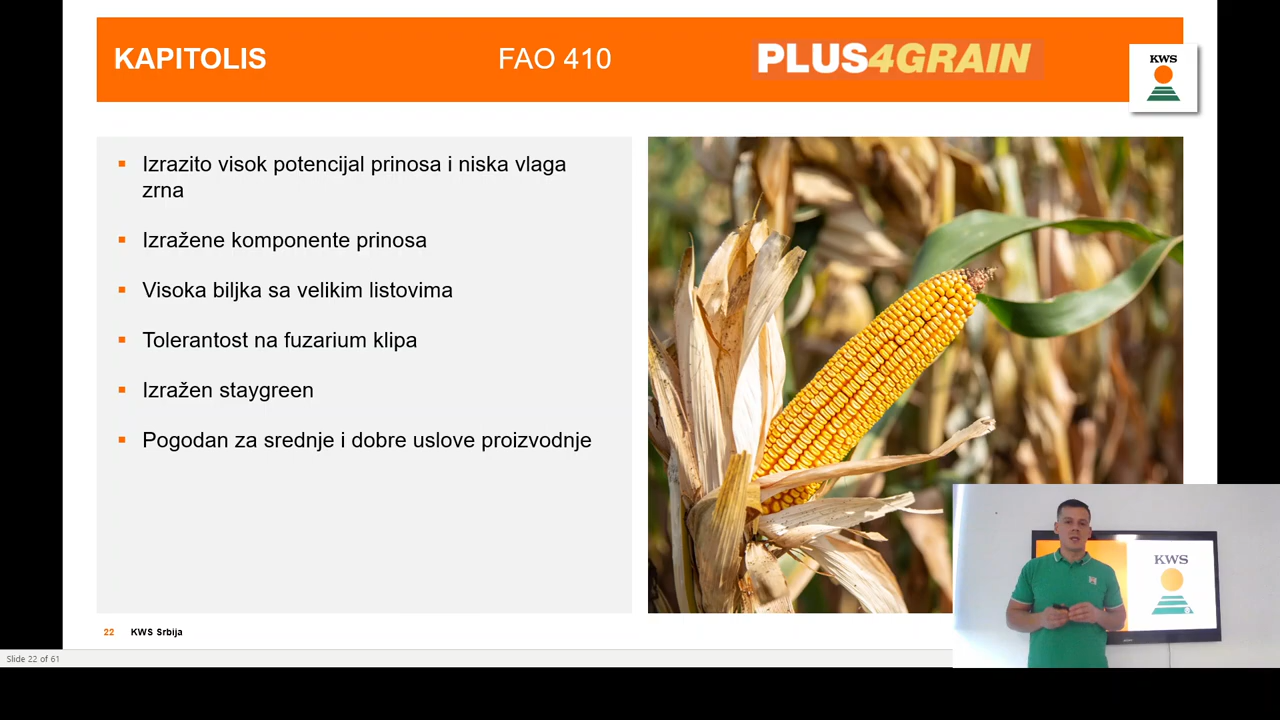 KAPITOLIS
FAO 410
PLUS4GRAIN
KWS
Izrazito visok potencijal prinosa i niska vlaga
zrna
Izražene komponente prinosa
Visoka biljka sa velikim listovima
Tolerantost na fuzarium klipa
Izražen staygreen
Pogodan za srednje i dobre uslove proizvodnje
KWS
22 KWS Srbija
Slide 22 of 61